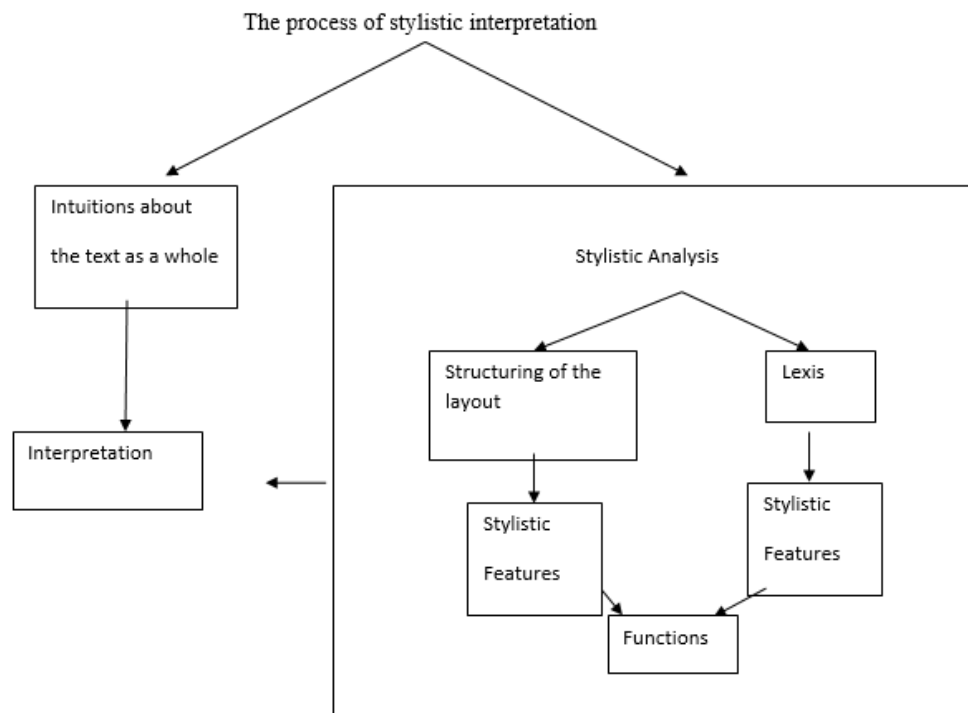 The process of stylistic interpretation
Intuitions about
the text as a whole
Interpretation
Stylistic Analysis
Structuring of the
layout
Lexis
Stylistic
Features
Stylistic
Features
Functions